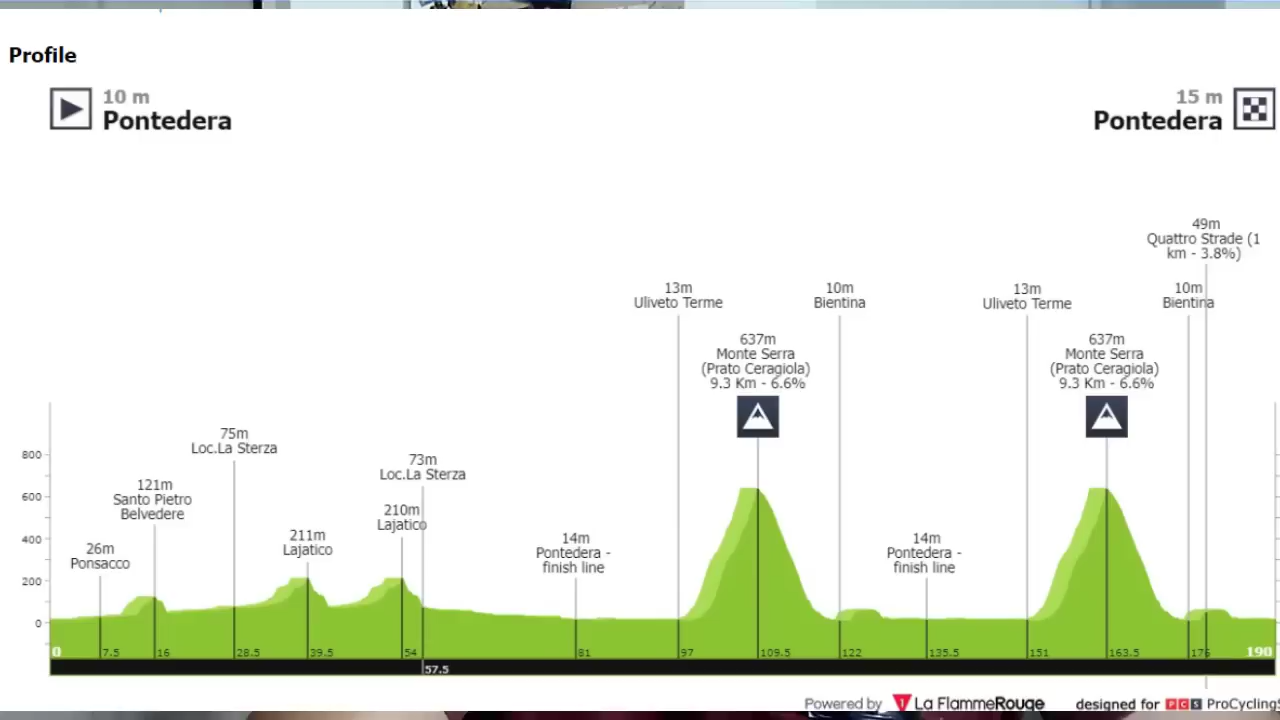 Profile
10 m
Pontedera
15 m
Pontedera
49m
Quattro Strade (1
km - 3.8%)
13m
Uliveto Terme
10m
Bientina
13m
Uliveto Terme
10m
Bientina
637m
Monte Serra
(Prato Ceragiola)
9.3 Km - 6.6%
637m
Monte Serra
(Prato Ceragiola)
9.3 Km - 6.6%
75m
Loc.La Sterza
73m
Loc.La Sterza
121m
Santo Pietro
Belvedere
210m
Lajatico
211m
Lajatico
26m
Ponsacco
14m
Pontedera -
finish line
14m
Pontedera -
finish line
800
600
400
200
0
0 7.5 16 28.5 39.5 54 81 97 109.5 122 135.5 151 163.5 176 190
57.5
Powered by La FlammeRouge designed for PCS ProCycling